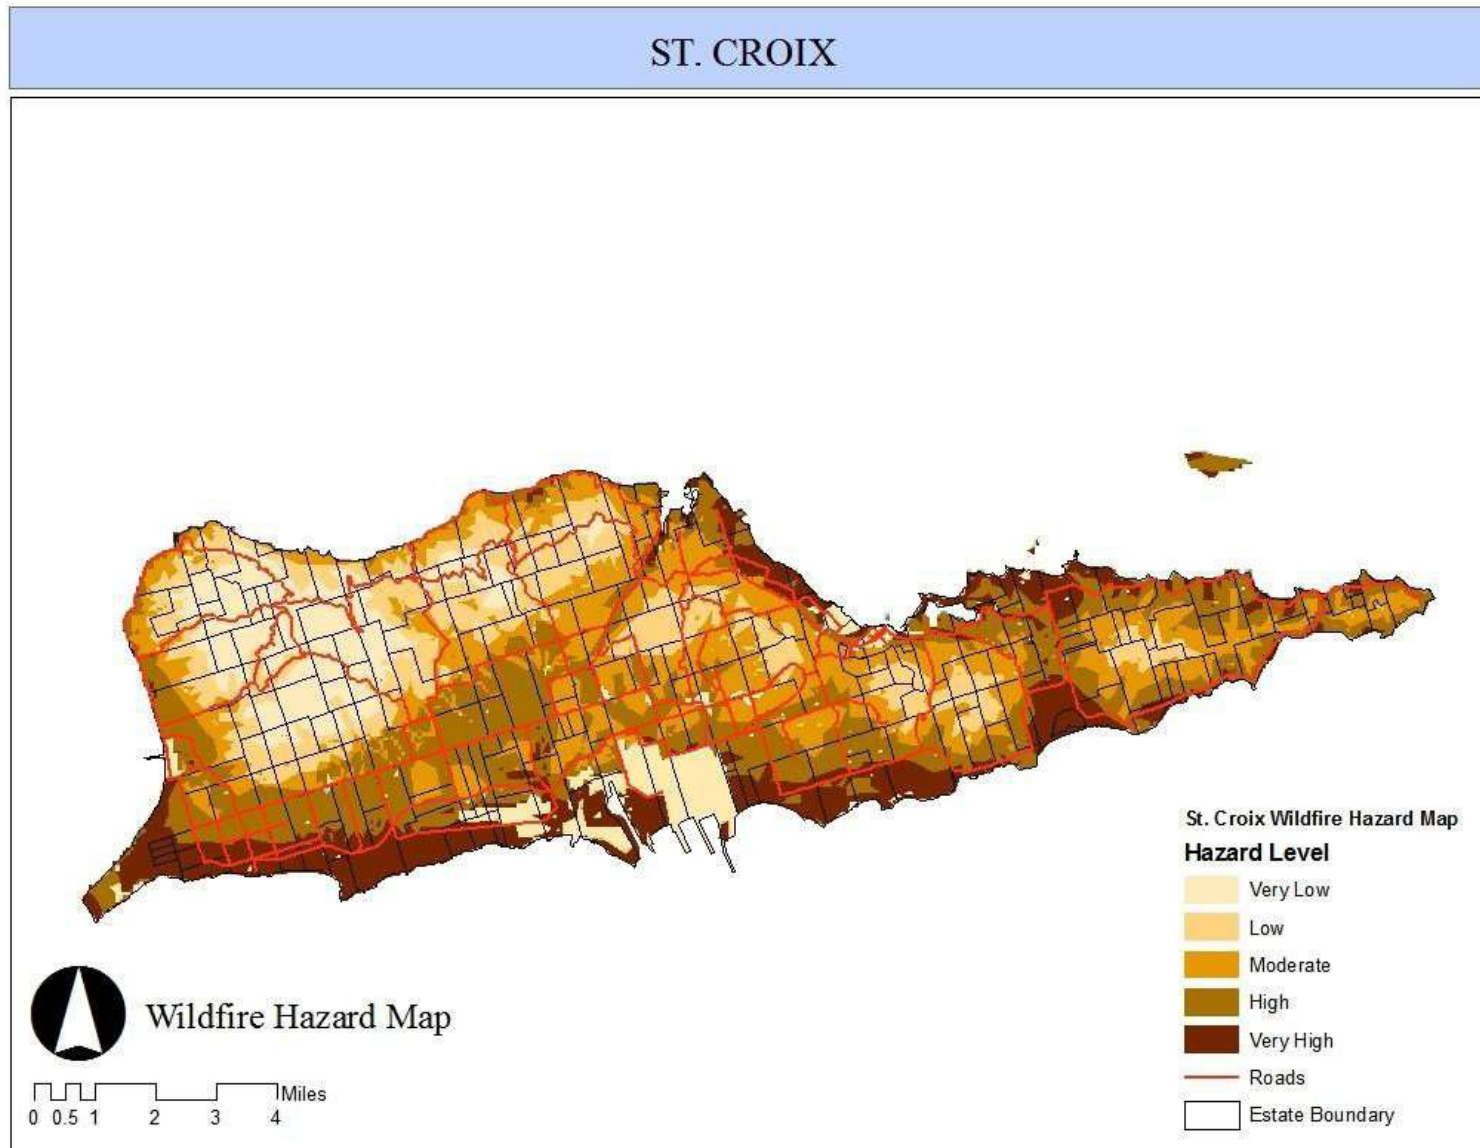 ST. CROIX
St. Croix Wildfire Hazard Map
Hazard Level
Very Low
Low
Moderate
High
Very High
Roads
Estate Boundary
Wildfire Hazard Map
Miles
0 0.5 1 2 3 4